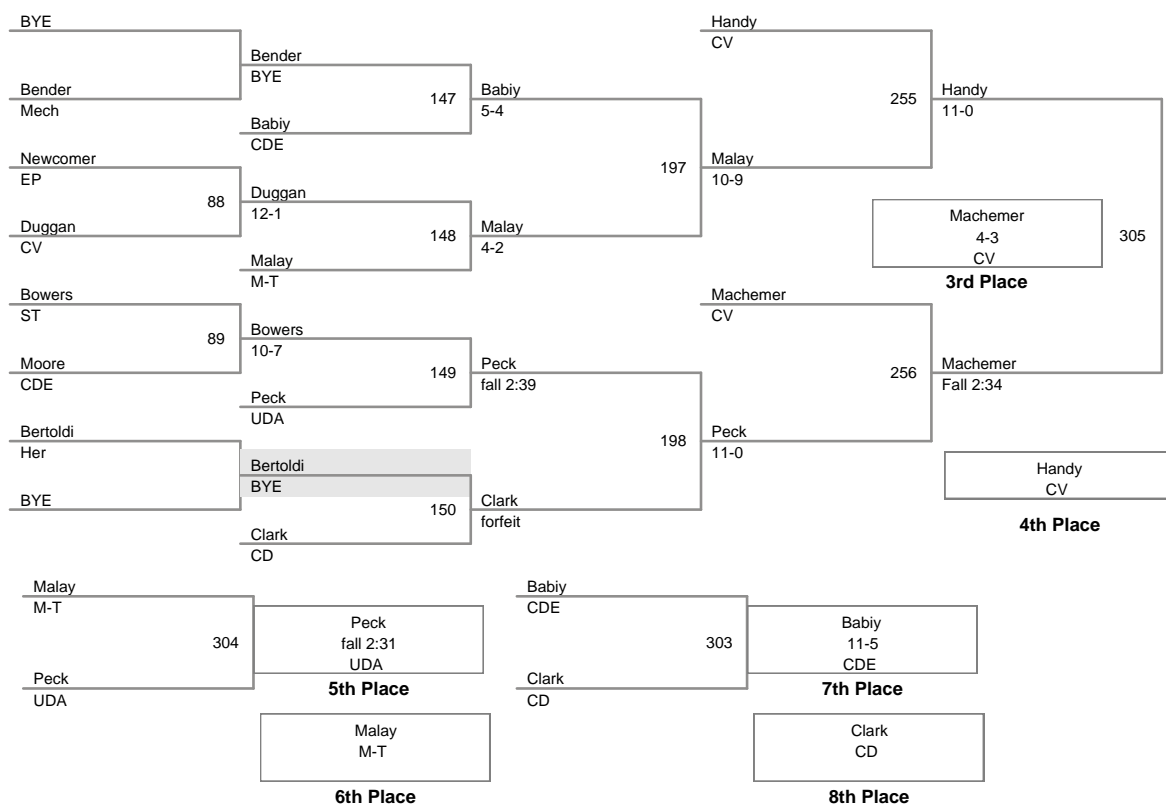 BYE
Bender
Mech
Newcomer
EP
88
Duggan
CV
Bowers
ST
89
Moore
CDE
Bertoldi
Her
BYE
Bender
BYE
147
Babiy
CDE
Duggan
12-1
148
Malay
M-T
Bowers
10-7
149
Peck
UDA
Bertoldi
BYE
150
Clark
CD
Babiy
5-4
197
Malay
4-2
Peck
fall 2:39
198
Clark
forfeit
Handy
CV
255
Malay
10-9
Machemer
CV
256
Peck
11-0
Handy
11-0
305
Machemer
4-3
CV
3rd Place
Machemer
Fall 2:34
Handy
CV
4th Place
Malay
M-T
304
Peck
UDA
Peck
fall 2:31
UDA
5th Place
Malay
M-T
6th Place
Babiy
CDE
303
Clark
CD
Babiy
11-5
CDE
7th Place
Clark
CD
8th Place